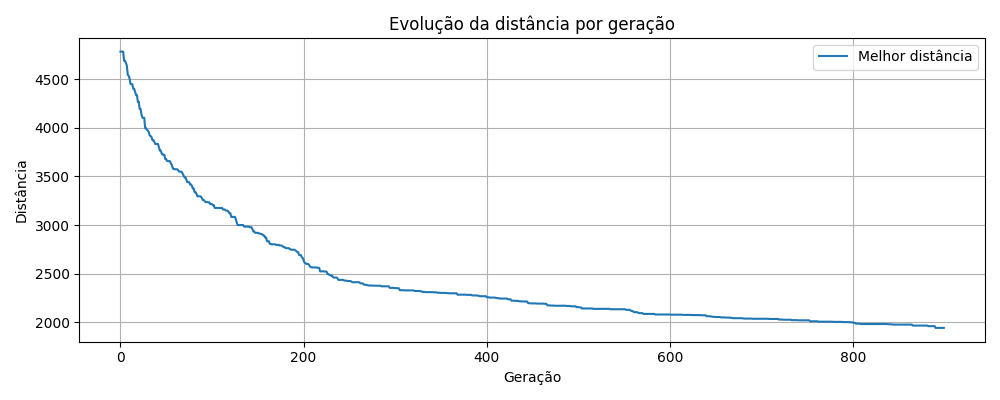 Evolução da distância por geração
Melhor distância
Distância
4500
4000
3500
3000
2500
2000
0 200 400 600 800
Geração